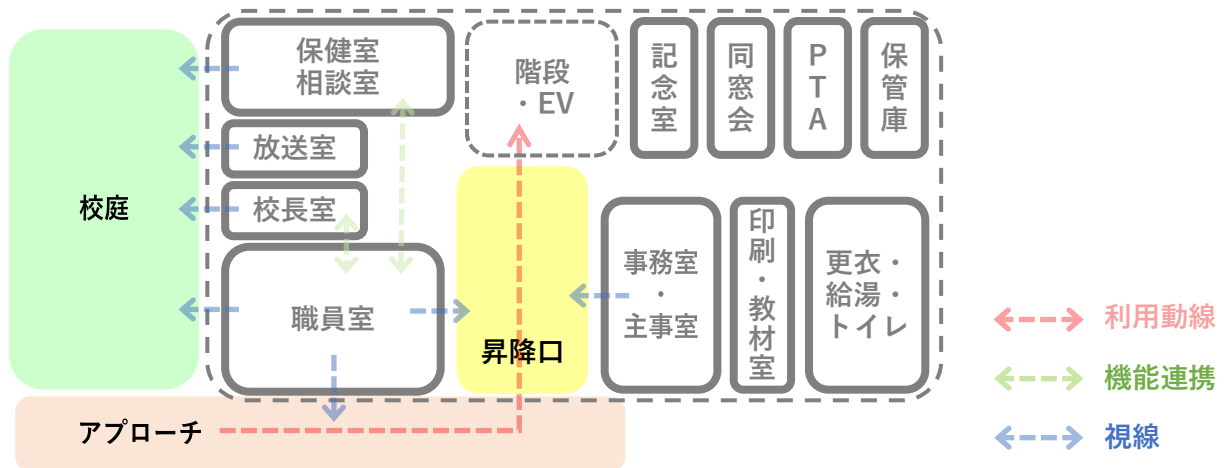 保健室
相談室
階段
・EV
記念室
同窓会
PTA
保管庫
放送室
校庭
校長室
職員室
昇降口
事務室
・
主事室
印刷・教材室
更衣・
給湯・
トイレ
アプローチ
利用動線
機能連携
視線